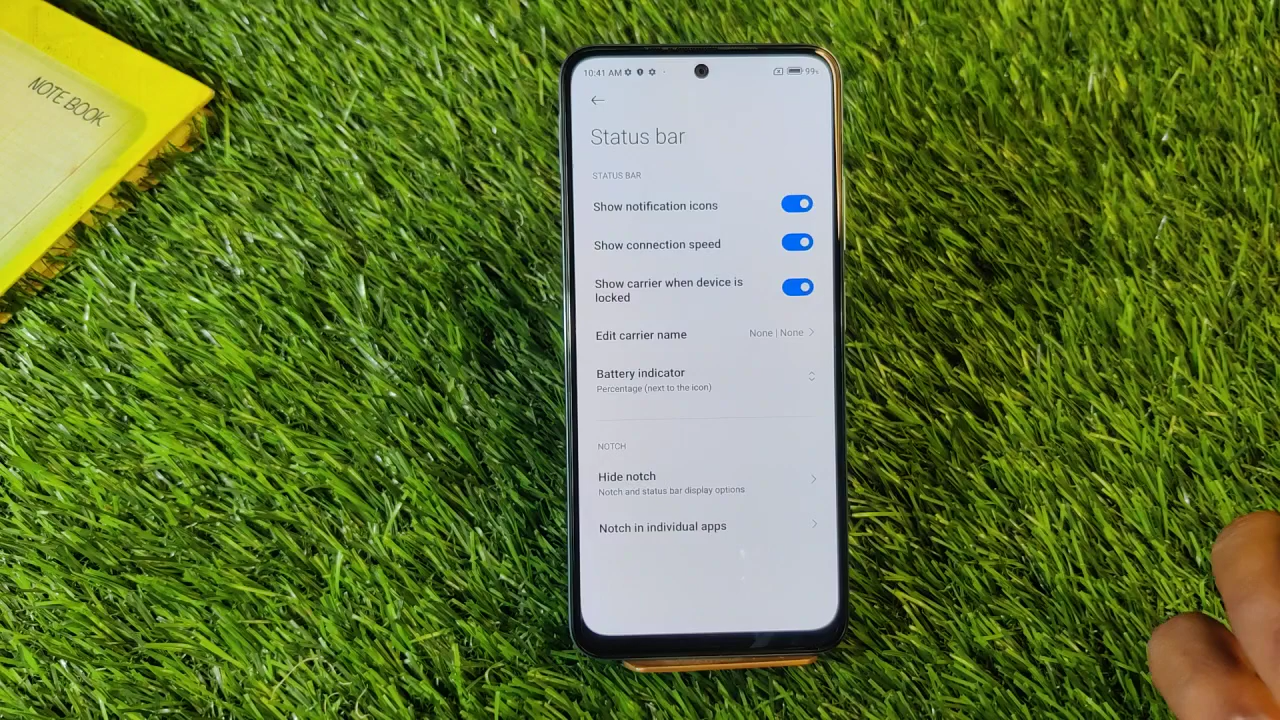 NOTE BOOK
10:41 AM
99%
Status bar
STATUS BAR
Show notification icons
Show connection speed
Show carrier when device is
locked
Edit carrier name
None | None
Battery indicator
Percentage (next to the icon)
NOTCH
Hide notch
Notch and status bar display options
Notch in individual apps